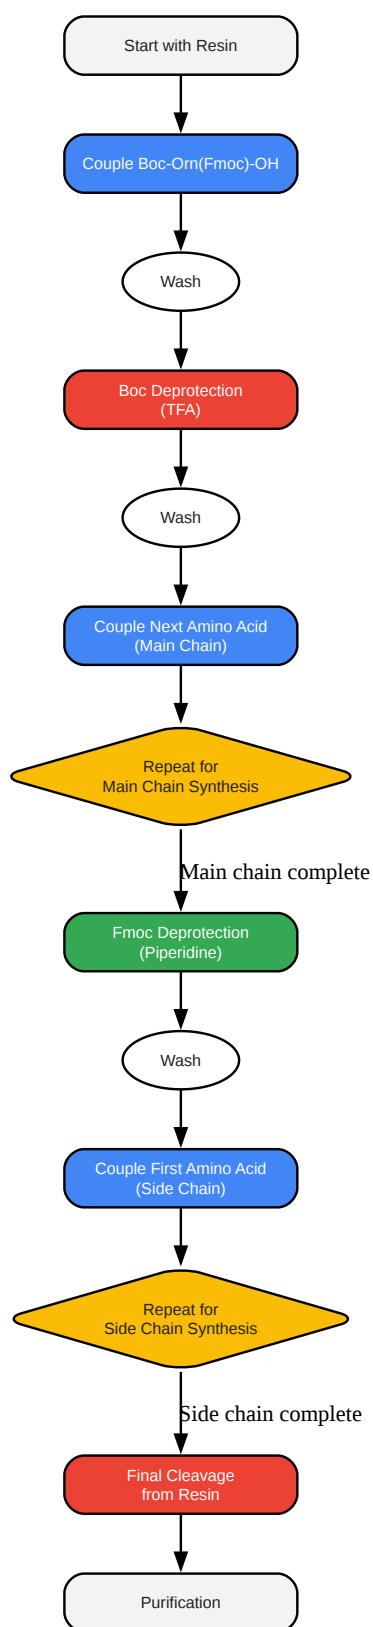 Start with Resin
Couple Boc-Orn(Fmoc)-OH
Wash
Boc Deprotection
(TFA)
Wash
Couple Next Amino Acid
(Main Chain)
Repeat for
Main Chain Synthesis
Main chain complete
Fmoc Deprotection
(Piperidine)
Wash
Couple First Amino Acid
(Side Chain)
Repeat for
Side Chain Synthesis
Side chain complete
Final Cleavage
from Resin
Purification